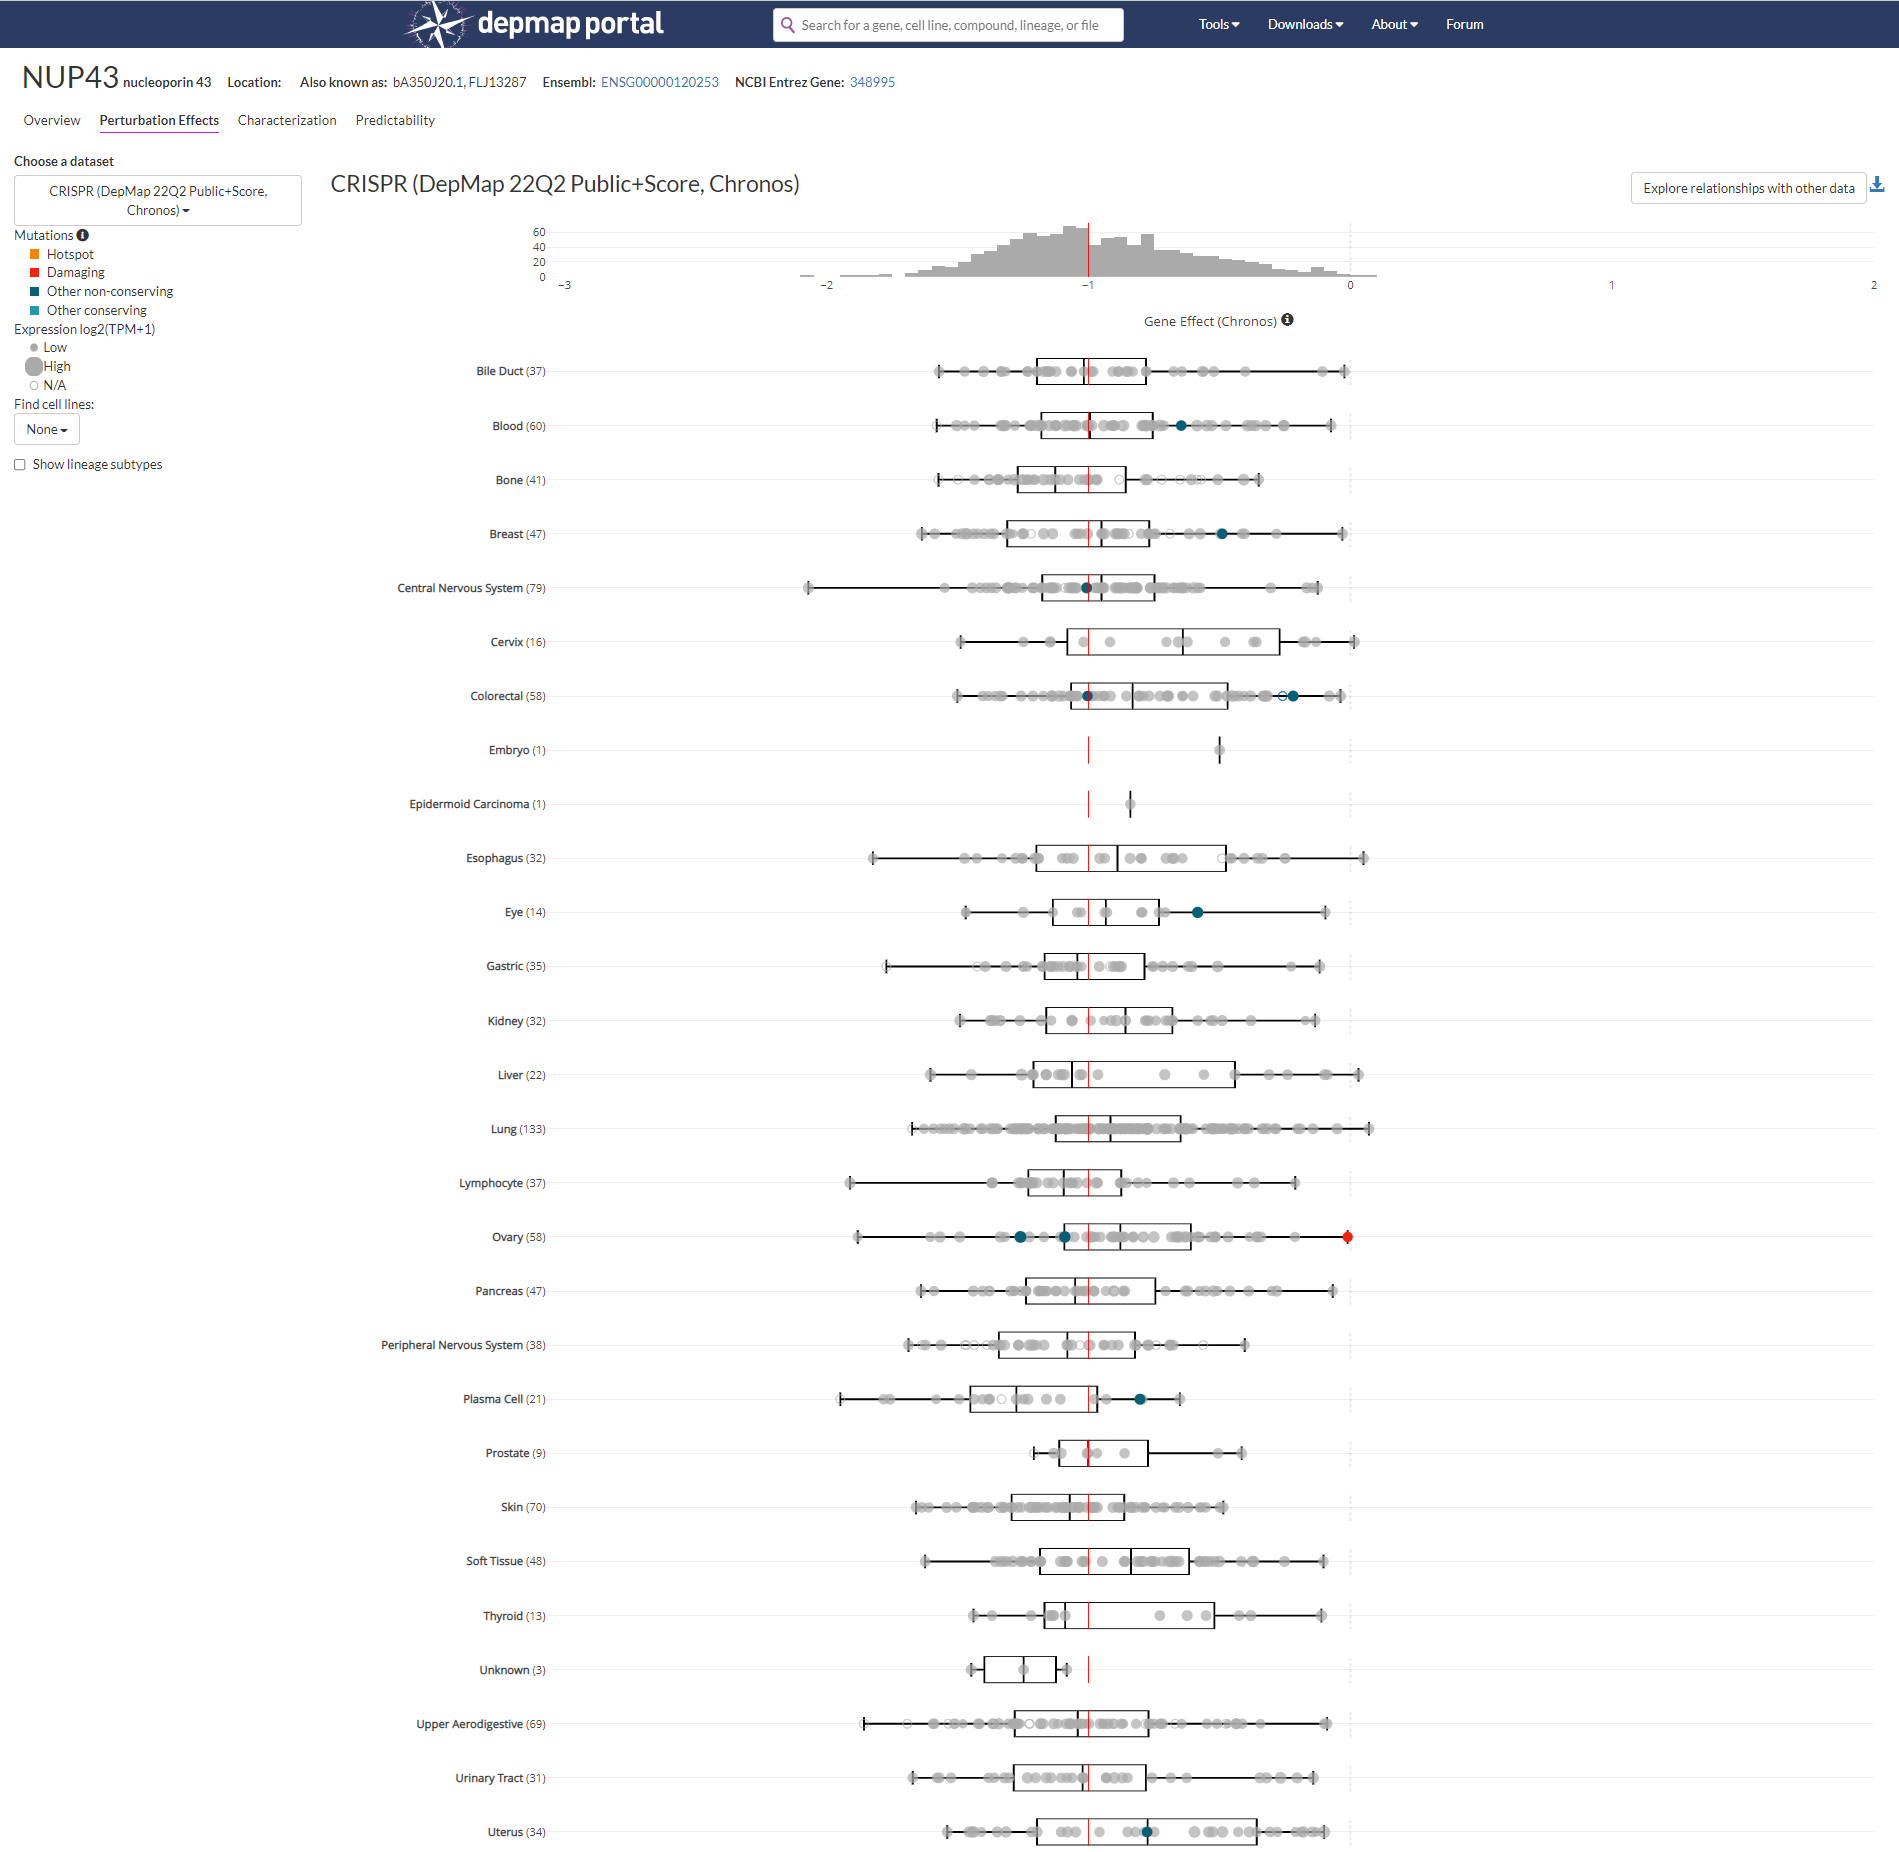 depmap portal
Search for a gene, cell line, compound, lineage, or file
Tools Downloads About Forum
NUP43 nucleoporin 43 Location: Also known as: bA350J20.1, FLJ13287 Ensembl: ENSG00000120253 NCBI Entrez Gene: 348995
Overview Perturbation Effects Characterization Predictability
Choose a dataset
CRISPR (DepMap 22Q2 Public+Score,
Chronos)
Mutations
Hotspot
Damaging
Other non-conserving
Other conserving
Expression log2(TPM+1)
Low
High
N/A
Find cell lines:
None
Show lineage subtypes
CRISPR (DepMap 22Q2 Public+Score, Chronos)
Explore relationships with other data
60
40
20
0
−3 −2 −1 0 1 2
Gene Effect (Chronos)
Bile Duct (37)
Blood (60)
Bone (41)
Breast (47)
Central Nervous System (79)
Cervix (16)
Colorectal (58)
Embryo (1)
Epidermoid Carcinoma (1)
Esophagus (32)
Eye (14)
Gastric (35)
Kidney (32)
Liver (22)
Lung (133)
Lymphocyte (37)
Ovary (58)
Pancreas (47)
Peripheral Nervous System (38)
Plasma Cell (21)
Prostate (9)
Skin (70)
Soft Tissue (48)
Thyroid (13)
Unknown (3)
Upper Aerodigestive (69)
Urinary Tract (31)
Uterus (34)